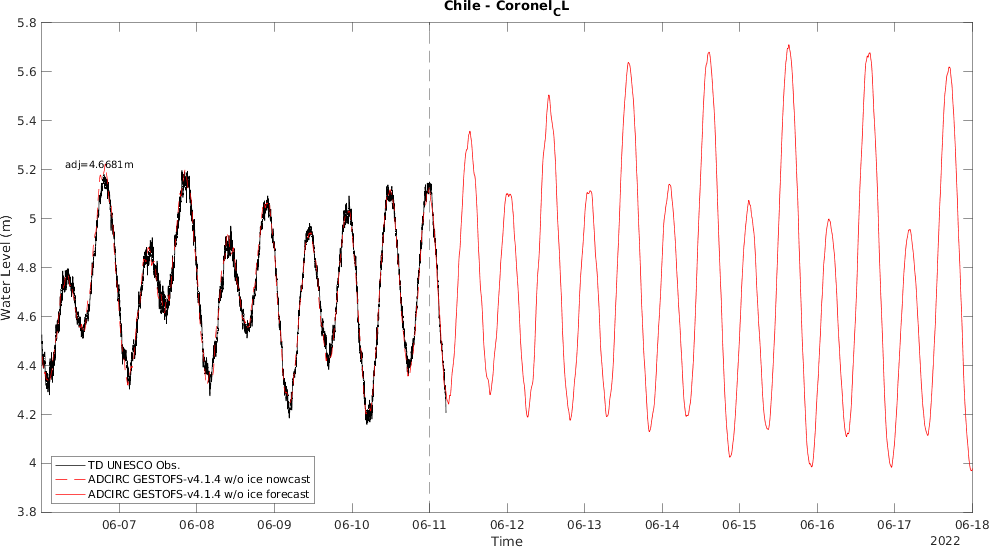 Chile - Coronel_CL
5.8
5.6
5.4
5.2
5
4.8
4.6
4.4
4.2
4
3.8
Water Level (m)
adj=4.6681m
TD UNESCO Obs.
ADCIRC GESTOFS-v4.1.4 w/o ice nowcast
ADCIRC GESTOFS-v4.1.4 w/o ice forecast
06-07 06-08 06-09 06-10 06-11 06-12 06-13 06-14 06-15 06-16 06-17 06-18
Time
2022